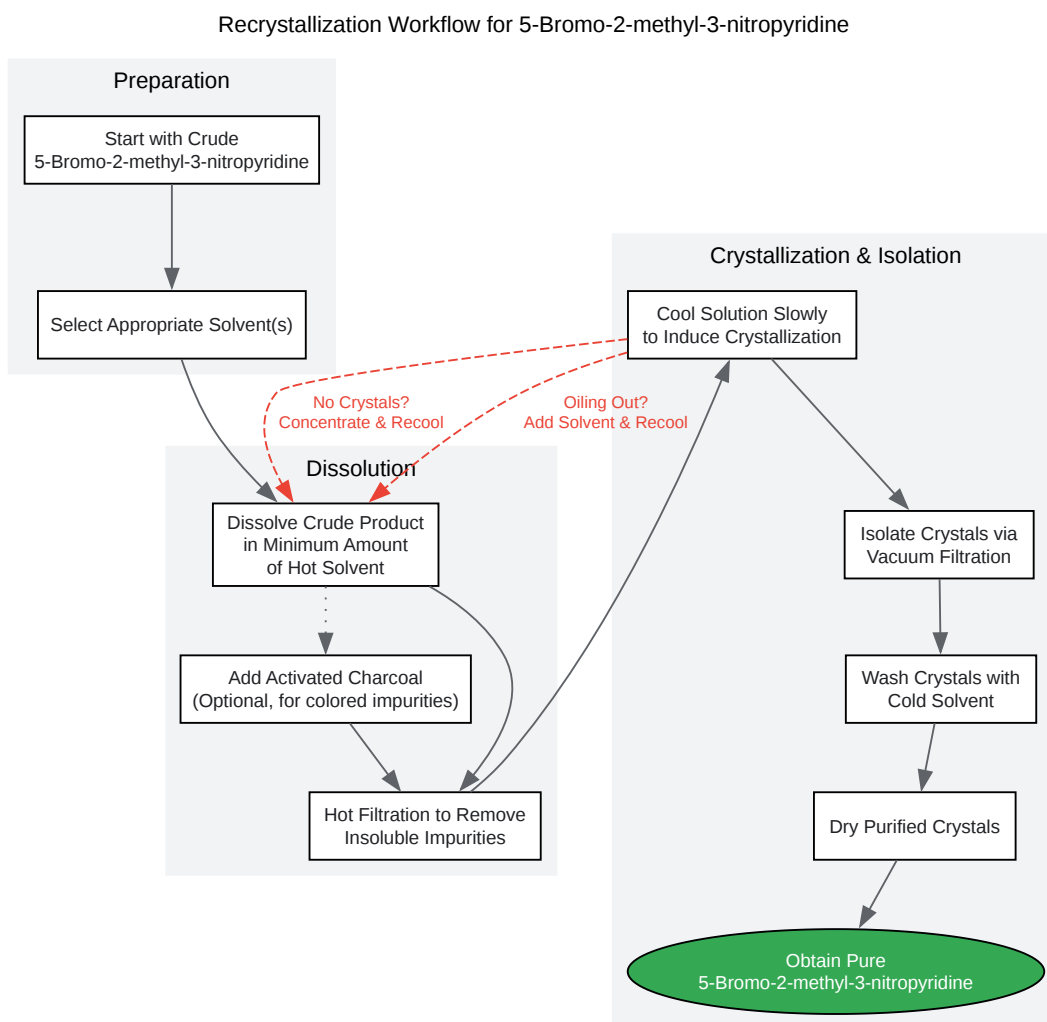 Recrystallization Workflow for 5-Bromo-2-methyl-3-nitropyridine
Preparation
Start with Crude
5-Bromo-2-methyl-3-nitropyridine
Select Appropriate Solvent(s)
Crystallization & Isolation
Cool Solution Slowly
to Induce Crystallization
No Crystals?
Concentrate & Recool
Oiling Out?
Add Solvent & Recool
Dissolution
Dissolve Crude Product
in Minimum Amount
of Hot Solvent
Add Activated Charcoal
(Optional, for colored impurities)
Hot Filtration to Remove
Insoluble Impurities
Isolate Crystals via
Vacuum Filtration
Wash Crystals with
Cold Solvent
Dry Purified Crystals
Obtain Pure
5-Bromo-2-methyl-3-nitropyridine